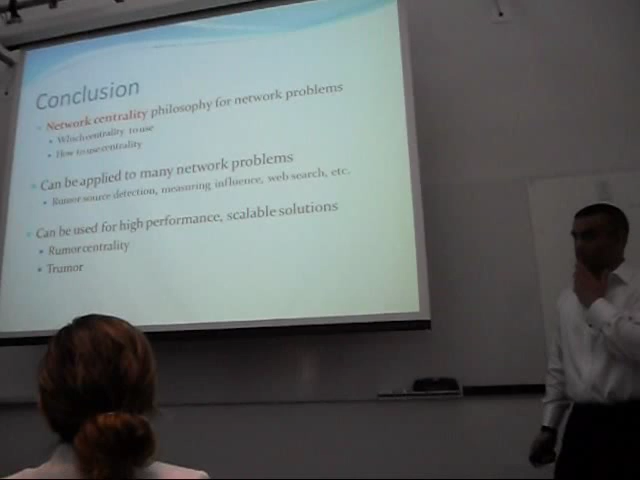 Conclusion
Network centrality philosophy for network problems
Which centrality to use
How to use centrality
Can be applied to many network problems
Rumor source detection, measuring influence, web search, etc.
Can be used for high performance, scalable solutions
Rumor centrality
Trumor